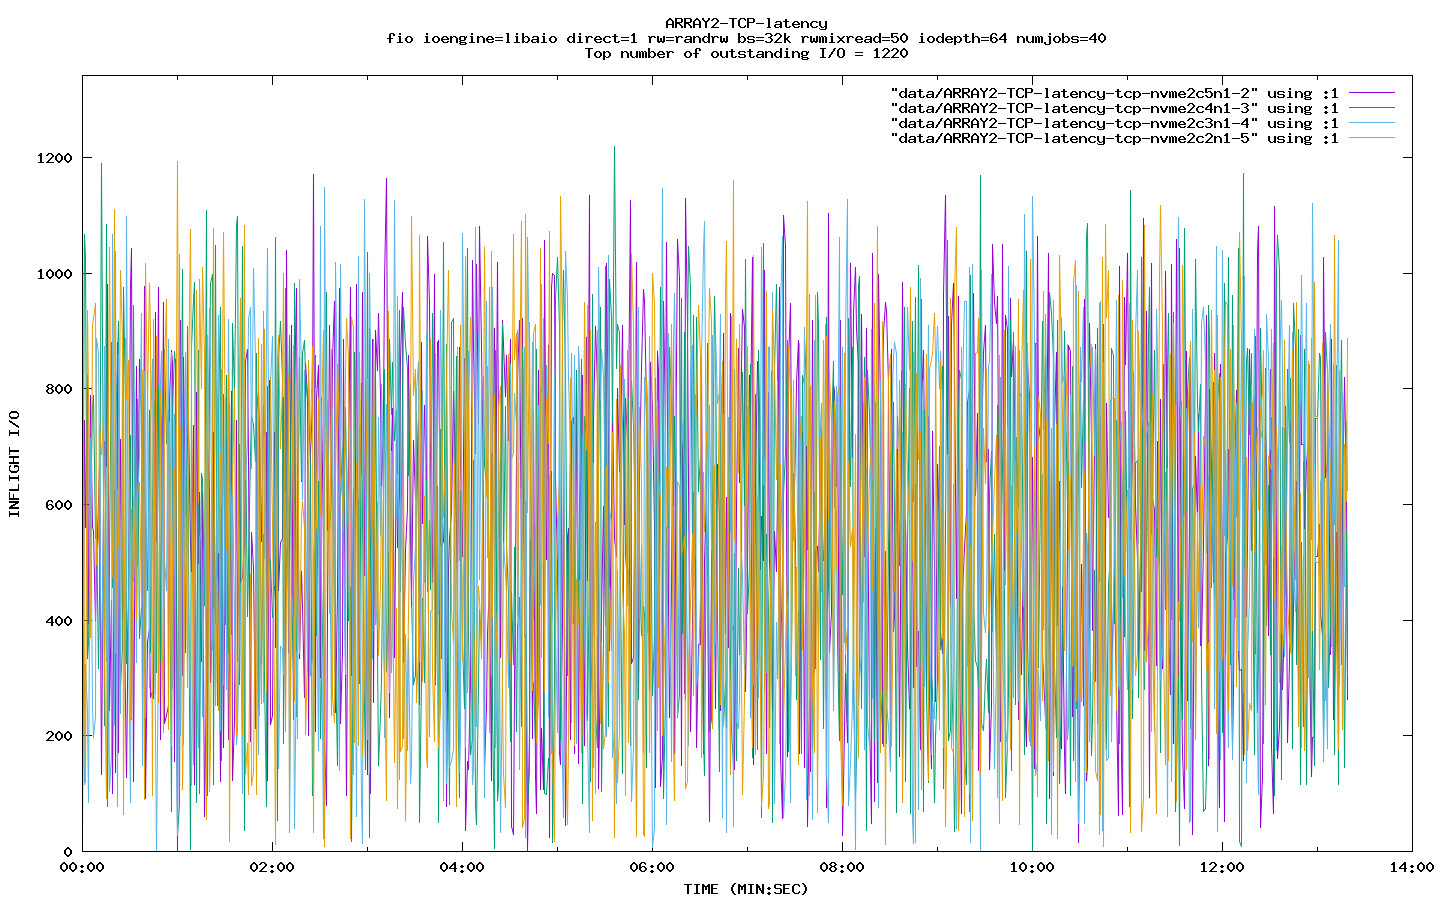 ARRAY2-TCP-latency
fio ioengine=libaio direct=1 rw=randrw bs=32k rwmixread=50 iodepth=64 numjobs=40
Top number of outstanding I/O = 1220
"data/ARRAY2-TCP-latency-tcp-nvme2c5n1-2" using :1
"data/ARRAY2-TCP-latency-tcp-nvme2c4n1-3" using :1
"data/ARRAY2-TCP-latency-tcp-nvme2c3n1-4" using :1
"data/ARRAY2-TCP-latency-tcp-nvme2c2n1-5" using :1
1200
1000
800
600
400
200
0
INFLIGHT I/O
00:00 02:00 04:00 06:00 08:00 10:00 12:00 14:00
TIME (MIN:SEC)